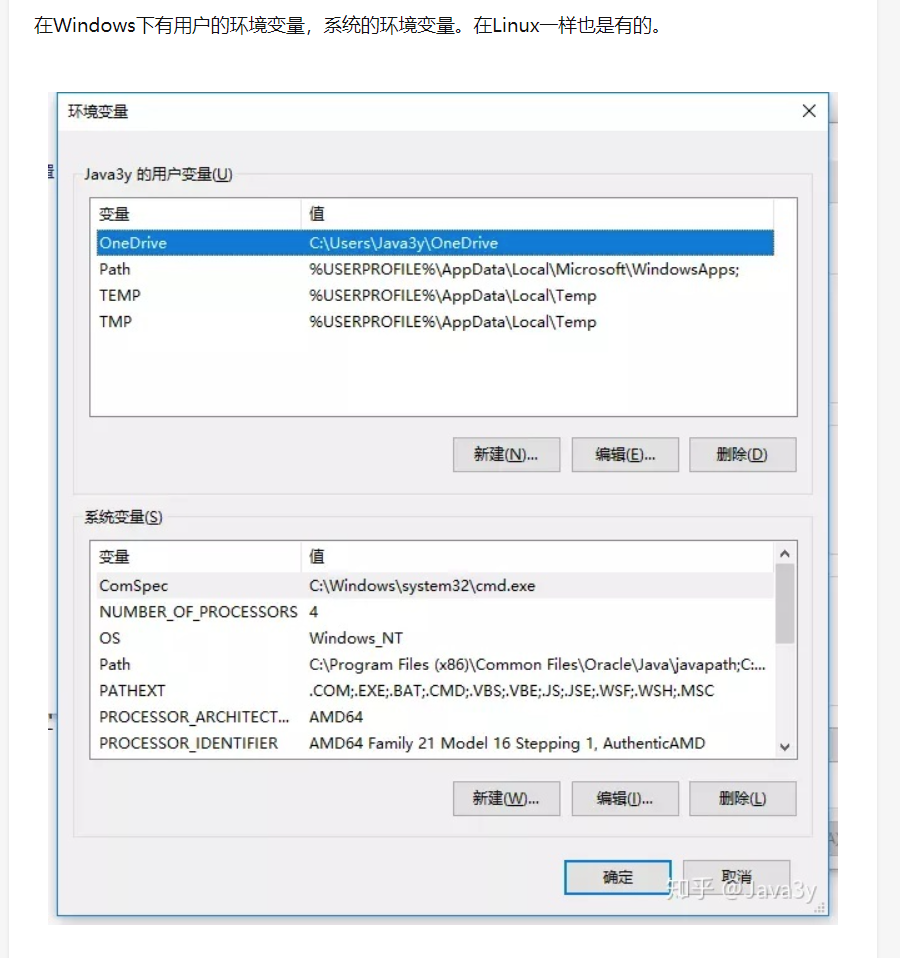 在Windows下有用户的环境变量，系统的环境变量。在Linux一样也是有的。
环境变量
Java3y 的用户变量(U)
变量 值
OneDrive C:\Users\Java3y\OneDrive
Path %USERPROFILE%\AppData\Local\Microsoft\WindowsApps;
TEMP %USERPROFILE%\AppData\Local\Temp
TMP %USERPROFILE%\AppData\Local\Temp
新建(N)... 编辑(E)... 删除(D)
系统变量(S)
变量 值
ComSpec C:\Windows\system32\cmd.exe
NUMBER_OF_PROCESSORS 4
OS Windows_NT
Path C:\Program Files (x86)\Common Files\Oracle\Java\javapath;C:...
PATHEXT .COM;.EXE;.BAT;.CMD;.VBS;.VBE;.JS;.JSE;.WSF;.WSH;.MSC
PROCESSOR_ARCHITECT... AMD64
PROCESSOR_IDENTIFIER AMD64 Family 21 Model 16 Stepping 1, AuthenticAMD
新建(W)... 编辑(I)... 删除(L)
确定 取消
知乎 @Java3y